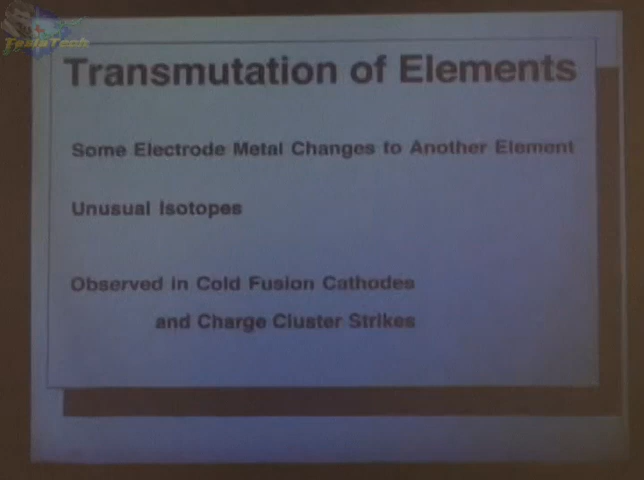 TeslaTech
Transmutation of Elements
Some Electrode Metal Changes to Another Element
Unusual Isotopes
Observed in Cold Fusion Cathodes
and Charge Cluster Strikes